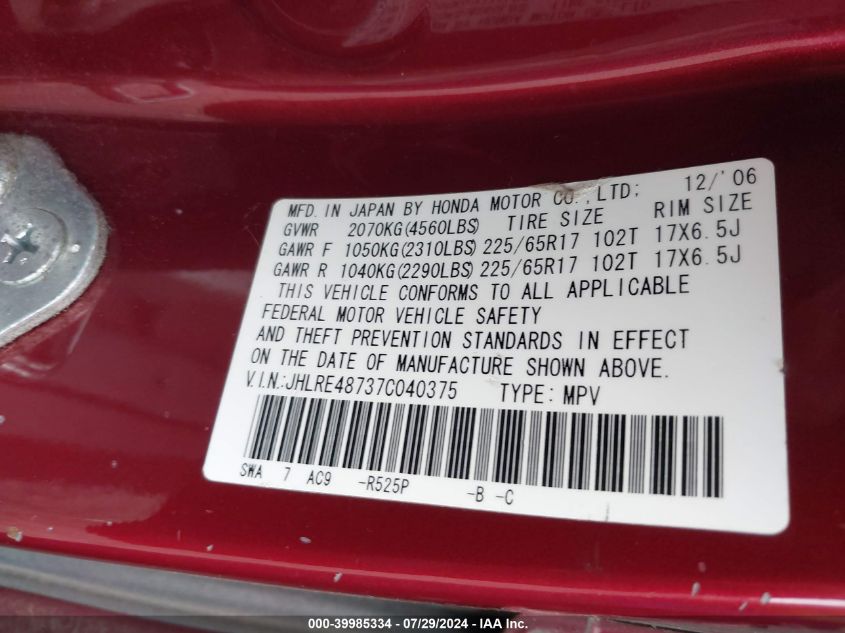 MFD. IN JAPAN BY HONDA MOTOR CO., LTD; 12/'06
GVWR 2070KG(4560LBS) TIRE SIZE RIM SIZE
GAWR F 1050KG(2310LBS) 225/65R17 102T 17X6.5J
GAWR R 1040KG(2290LBS) 225/65R17 102T 17X6.5J
THIS VEHICLE CONFORMS TO ALL APPLICABLE
FEDERAL MOTOR VEHICLE SAFETY
AND THEFT PREVENTION STANDARDS IN EFFECT
ON THE DATE OF MANUFACTURE SHOWN ABOVE.
V.I.N.:JHLRE48737C040375 TYPE: MPV
SWA 7 AC9 -R525P -B -C
000-39985334 / 07/29/2024 - IAA Inc.